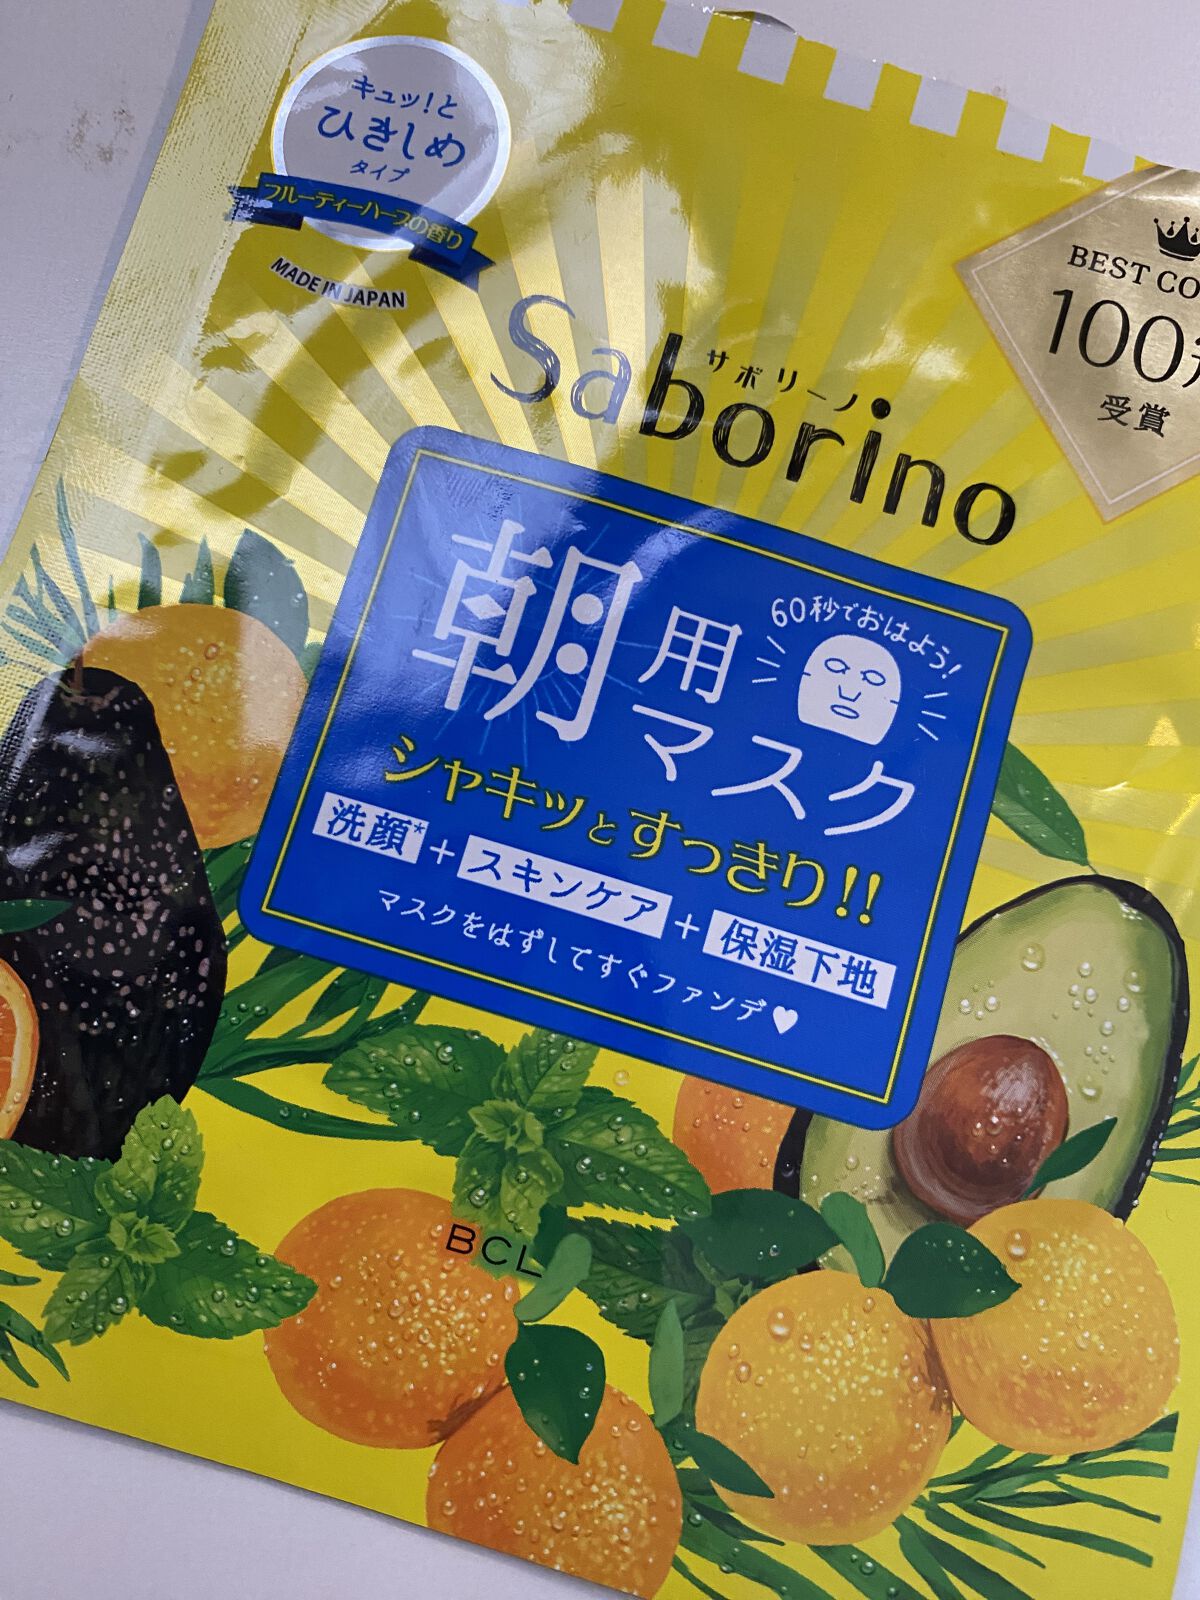 キュッ!と
ひきしめ
タイプ
フルーティーハーブの香り
MADE IN JAPAN
BEST
100
受賞
サボリーノ
Saborino
60秒でおはよう!
朝用マスク
シャキッとすっきり!!
洗顔*+スキンケア+保湿下地
マスクをはずしてすぐファンデ♥
BCL